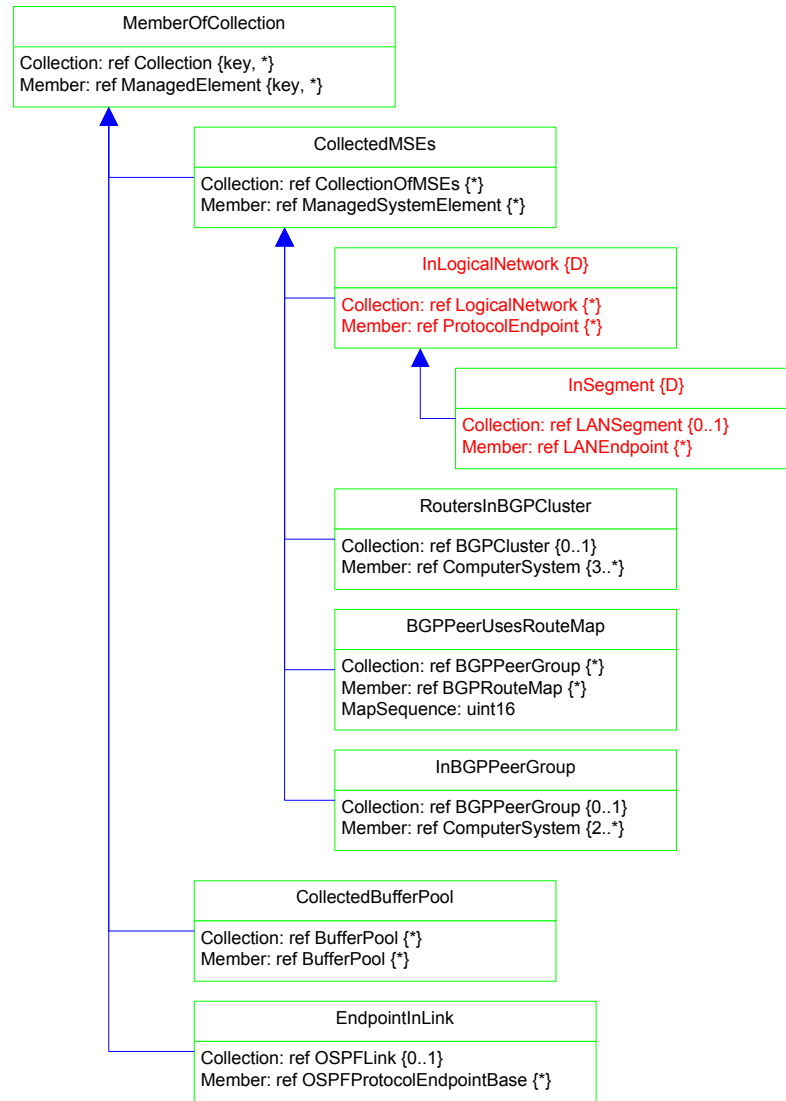 MemberOfCollection
Collection: ref Collection {key, *}
Member: ref ManagedElement {key, *}
CollectedMSEs
Collection: ref CollectionOfMSEs {*}
Member: ref ManagedSystemElement {*}
InLogicalNetwork {D}
Collection: ref LogicalNetwork {*}
Member: ref ProtocolEndpoint {*}
InSegment {D}
Collection: ref LANSegment {0..1}
Member: ref LANEndpoint {*}
RoutersInBGPCluster
Collection: ref BGPCluster {0..1}
Member: ref ComputerSystem {3..*}
BGPPeerUsesRouteMap
Collection: ref BGPPeerGroup {*}
Member: ref BGPRouteMap {*}
MapSequence: uint16
InBGPPeerGroup
Collection: ref BGPPeerGroup {0..1}
Member: ref ComputerSystem {2..*}
CollectedBufferPool
Collection: ref BufferPool {*}
Member: ref BufferPool {*}
EndpointInLink
Collection: ref OSPFLink {0..1}
Member: ref OSPFProtocolEndpointBase {*}